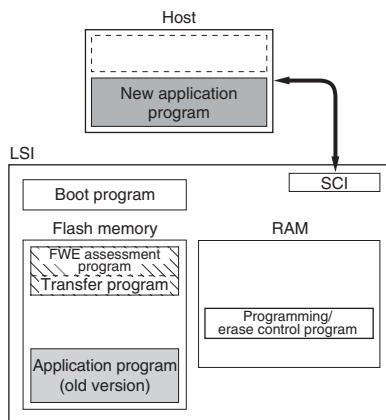 Host
New application
program
LSI
SCI
Boot program
Flash memory
FWE assessment
program
Transfer program
Application program
(old version)
RAM
Programming/
erase control program